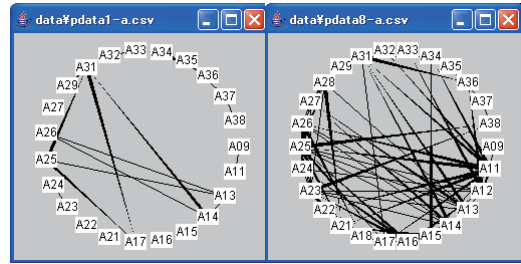 data¥pdata1-a.csv
A33
A34
A32
A35
A31
A36
A29
A37
A27
A38
A26
A09
A25
A11
A24
A13
A23
A14
A22
A15
A21
A17
A16
data¥pdata8-a.csv
A32
A33
A34
A31
A35
A29
A36
A28
A37
A27
A38
A26
A09
A25
A11
A24
A12
A23
A13
A22
A14
A21
A15
A18
A17
A16